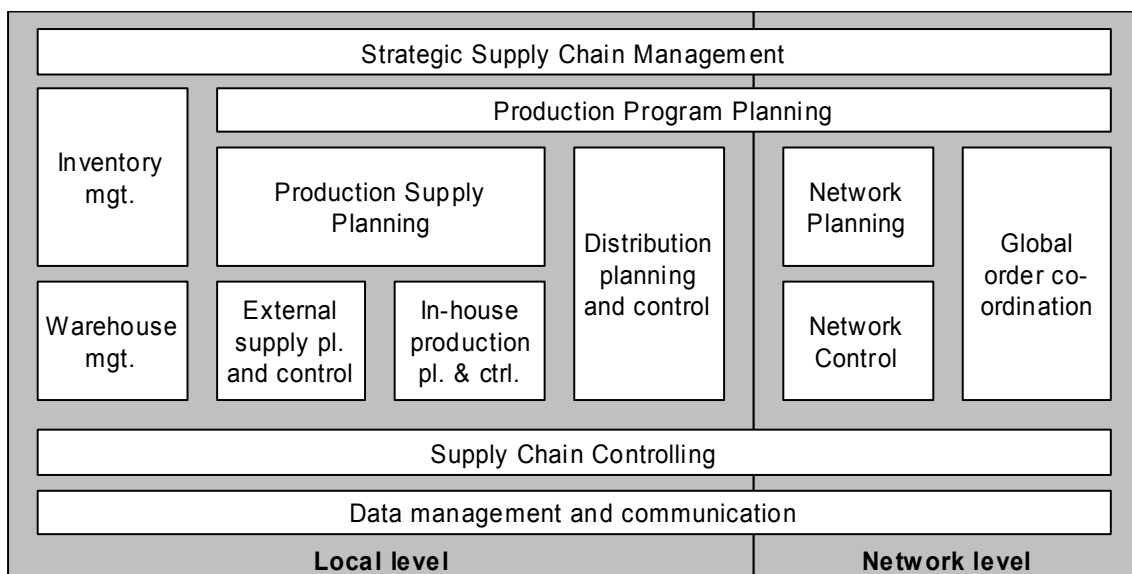 Strategic Supply Chain Management
Production Program Planning
Inventory
mgt.
Production Supply
Planning
Distribution
planning
and control
Network
Planning
Global
order co-
ordination
Warehouse
mgt.
External
supply pl.
and control
In-house
production
pl. & ctrl.
Network
Control
Supply Chain Controlling
Data management and communication
Local level
Network level